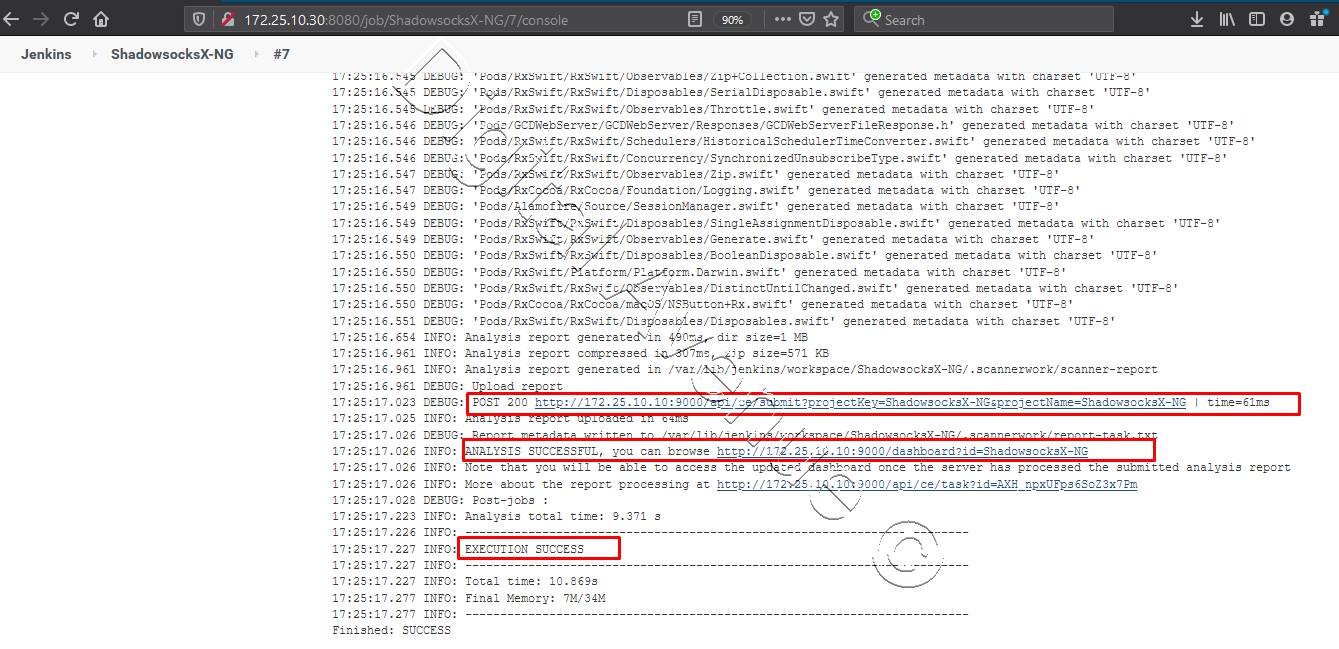 172.25.10.30:8080/job/ShadowsocksX-NG/7/console 90% Search
Jenkins ShadowsocksX-NG #7
17:25:16.545 DEBUG: 'Pods/RxSwift/RxSwift/Observables/Zip+Collection.swift' generated metadata with charset 'UTF-8'
17:25:16.545 DEBUG: 'Pods/RxSwift/RxSwift/Disposables/SerialDisposable.swift' generated metadata with charset 'UTF-8'
17:25:16.545 DEBUG: 'Pods/RxSwift/RxSwift/Observables/Throttle.swift' generated metadata with charset 'UTF-8'
17:25:16.546 DEBUG: 'Pods/GCDWebServer/GCDWebServer/Responses/GCDWebServerFileResponse.h' generated metadata with charset 'UTF-8'
17:25:16.546 DEBUG: 'Pods/RxSwift/RxSwift/Schedulers/HistoricalSchedulerTimeConverter.swift' generated metadata with charset 'UTF-8'
17:25:16.546 DEBUG: 'Pods/RxSwift/RxSwift/Concurrency/SynchronizedUnsubscribeType.swift' generated metadata with charset 'UTF-8'
17:25:16.547 DEBUG: 'Pods/RxSwift/RxSwift/Observables/Zip.swift' generated metadata with charset 'UTF-8'
17:25:16.547 DEBUG: 'Pods/RxCocoa/RxCocoa/Foundation/Logging.swift' generated metadata with charset 'UTF-8'
17:25:16.549 DEBUG: 'Pods/Alamofire/Source/SessionManager.swift' generated metadata with charset 'UTF-8'
17:25:16.549 DEBUG: 'Pods/RxSwift/RxSwift/Disposables/SingleAssignmentDisposable.swift' generated metadata with charset 'UTF-8'
17:25:16.549 DEBUG: 'Pods/RxSwift/RxSwift/Observables/Generate.swift' generated metadata with charset 'UTF-8'
17:25:16.550 DEBUG: 'Pods/RxSwift/RxSwift/Disposables/BooleanDisposable.swift' generated metadata with charset 'UTF-8'
17:25:16.550 DEBUG: 'Pods/RxSwift/Platform/Platform.Darwin.swift' generated metadata with charset 'UTF-8'
17:25:16.550 DEBUG: 'Pods/RxSwift/RxSwift/Observables/DistinctUntilChanged.swift' generated metadata with charset 'UTF-8'
17:25:16.550 DEBUG: 'Pods/RxCocoa/RxCocoa/macOS/NSButton+Rx.swift' generated metadata with charset 'UTF-8'
17:25:16.551 DEBUG: 'Pods/RxSwift/RxSwift/Disposables/Disposables.swift' generated metadata with charset 'UTF-8'
17:25:16.654 INFO: Analysis report generated in 490ms, dir size=1 MB
17:25:16.961 INFO: Analysis report compressed in 307ms, zip size=571 KB
17:25:16.961 INFO: Analysis report generated in /var/lib/jenkins/workspace/ShadowsocksX-NG/.scannerwork/scanner-report
17:25:16.961 DEBUG: Upload report
17:25:17.023 DEBUG: POST 200 http://172.25.10.10:9000/api/ce/submit?projectKey=ShadowsocksX-NG&projectName=ShadowsocksX-NG | time=61ms
17:25:17.025 INFO: Analysis report uploaded in 64ms
17:25:17.026 DEBUG: Report metadata written to /var/lib/jenkins/workspace/ShadowsocksX-NG/.scannerwork/report-task.txt
17:25:17.026 INFO: ANALYSIS SUCCESSFUL, you can browse http://172.25.10.10:9000/dashboard?id=ShadowsocksX-NG
17:25:17.026 INFO: Note that you will be able to access the updated dashboard once the server has processed the submitted analysis report
17:25:17.026 INFO: More about the report processing at http://172.25.10.10:9000/api/ce/task?id=AXH_npxUFps6SoZ3x7Pm
17:25:17.028 DEBUG: Post-jobs :
17:25:17.223 INFO: Analysis total time: 9.371 s
17:25:17.226 INFO: ------------------------------------------------------------------------
17:25:17.227 INFO: EXECUTION SUCCESS
17:25:17.227 INFO: ------------------------------------------------------------------------
17:25:17.227 INFO: Total time: 10.869s
17:25:17.277 INFO: Final Memory: 7M/34M
17:25:17.277 INFO: ------------------------------------------------------------------------
Finished: SUCCESS